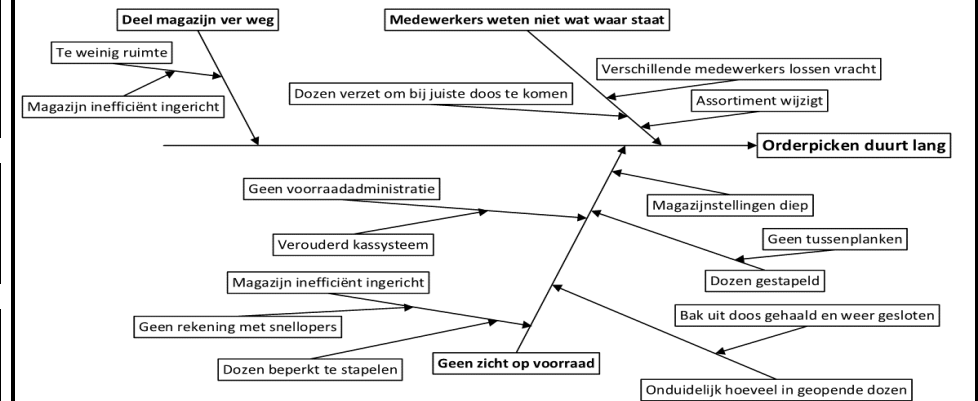 Deel magazijn ver weg
Medewerkers weten niet wat waar staat
Te weinig ruimte
Verschillende medewerkers lossen vracht
Dozen verzet om bij juiste doos te komen
Assortiment wijzigt
Magazijn inefficiënt ingericht
Orderpicken duurt lang
Geen voorraadadministratie
Magazijnstellingen diep
Verouderd kassysteem
Geen tussenplanken
Magazijn inefficiënt ingericht
Dozen gestapeld
Geen rekening met snellopers
Bak uit doos gehaald en weer gesloten
Dozen beperkt te stapelen
Geen zicht op voorraad
Onduidelijk hoeveel in geopende dozen